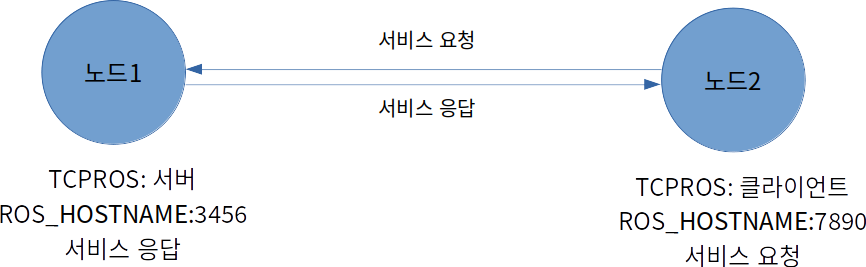 서비스 요청
노드1
노드2
서비스 응답
TCPROS: 서버
ROS_HOSTNAME:3456
서비스 응답
TCPROS: 클라이언트
ROS_HOSTNAME:7890
서비스 요청